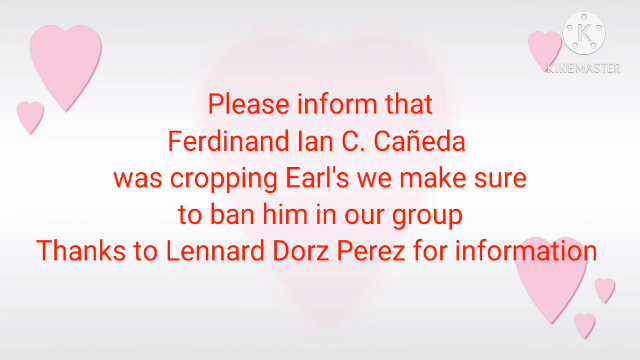 KINEMASTER
Please inform that
Ferdinand Ian C. Cañeda
was cropping Earl's we make sure
to ban him in our group
Thanks to Lennard Dorz Perez for information